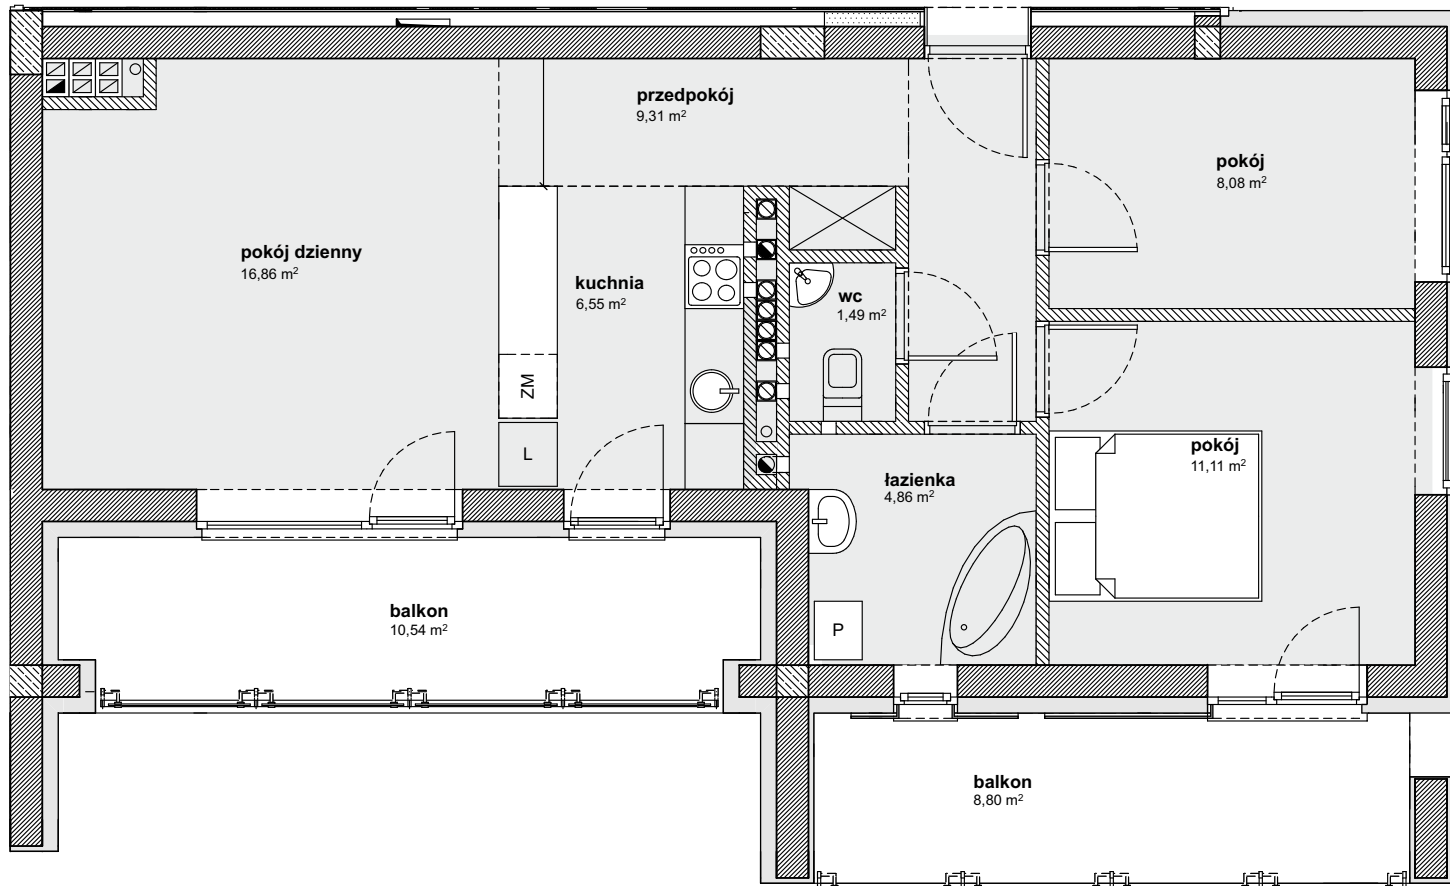 przedpokój
9,31 m²
pokój
8,08 m²
pokój dzienny
16,86 m²
kuchnia
6,55 m²
wc
1,49 m²
ZM
L
pokój
11,11 m²
łazienka
4,86 m²
balkon
10,54 m²
P
balkon
8,80 m²